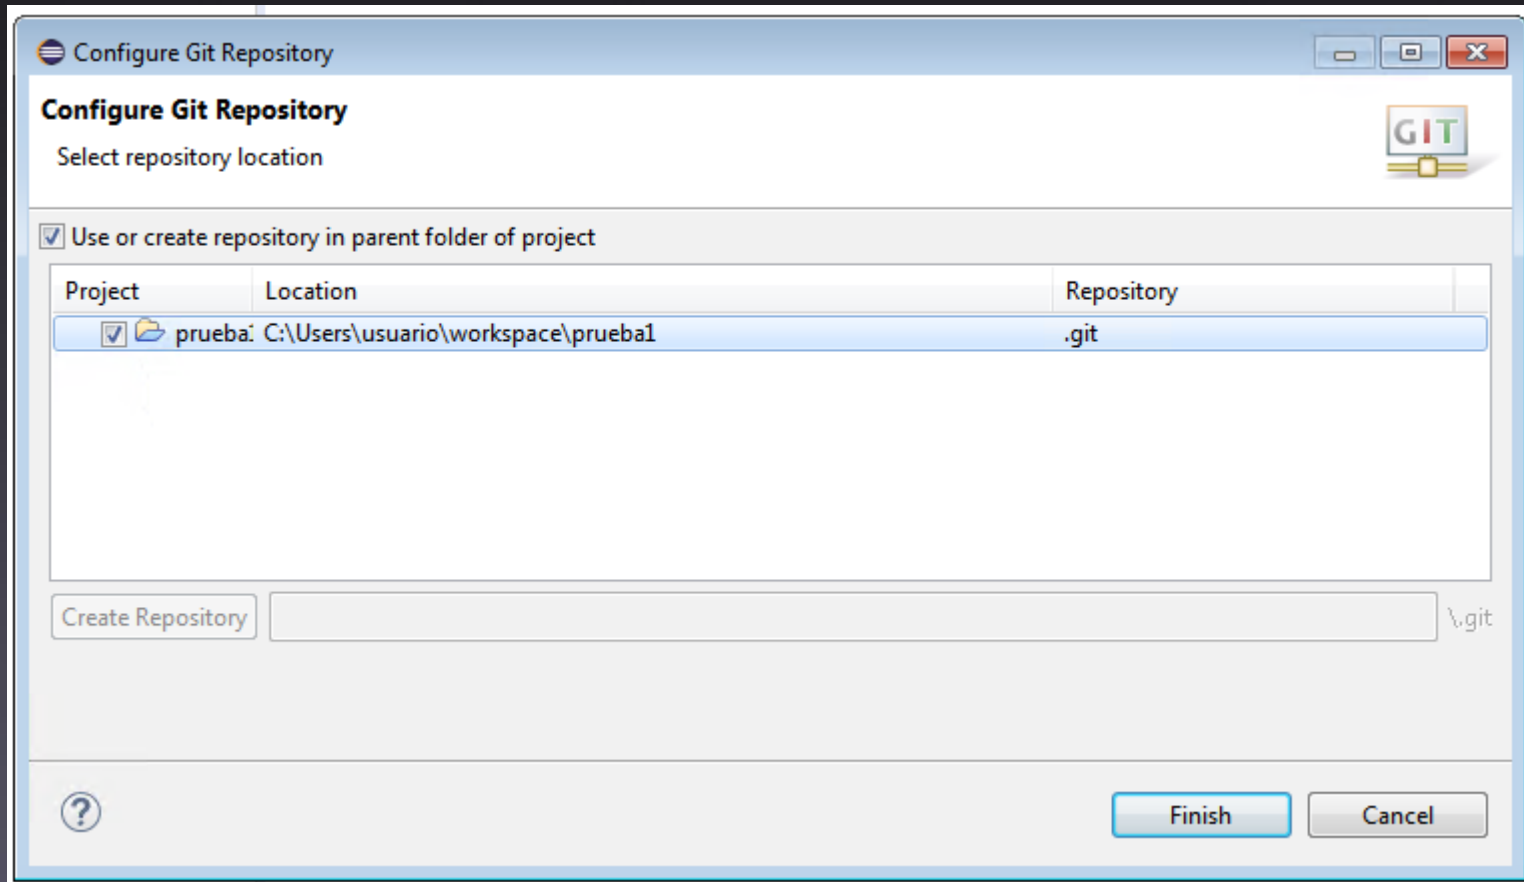 Configure Git Repository
Configure Git Repository
Select repository location
GIT
Use or create repository in parent folder of project
Project Location Repository
prueba1 C:\Users\usuario\workspace\prueba1 .git
Create Repository \.git
?
Finish Cancel